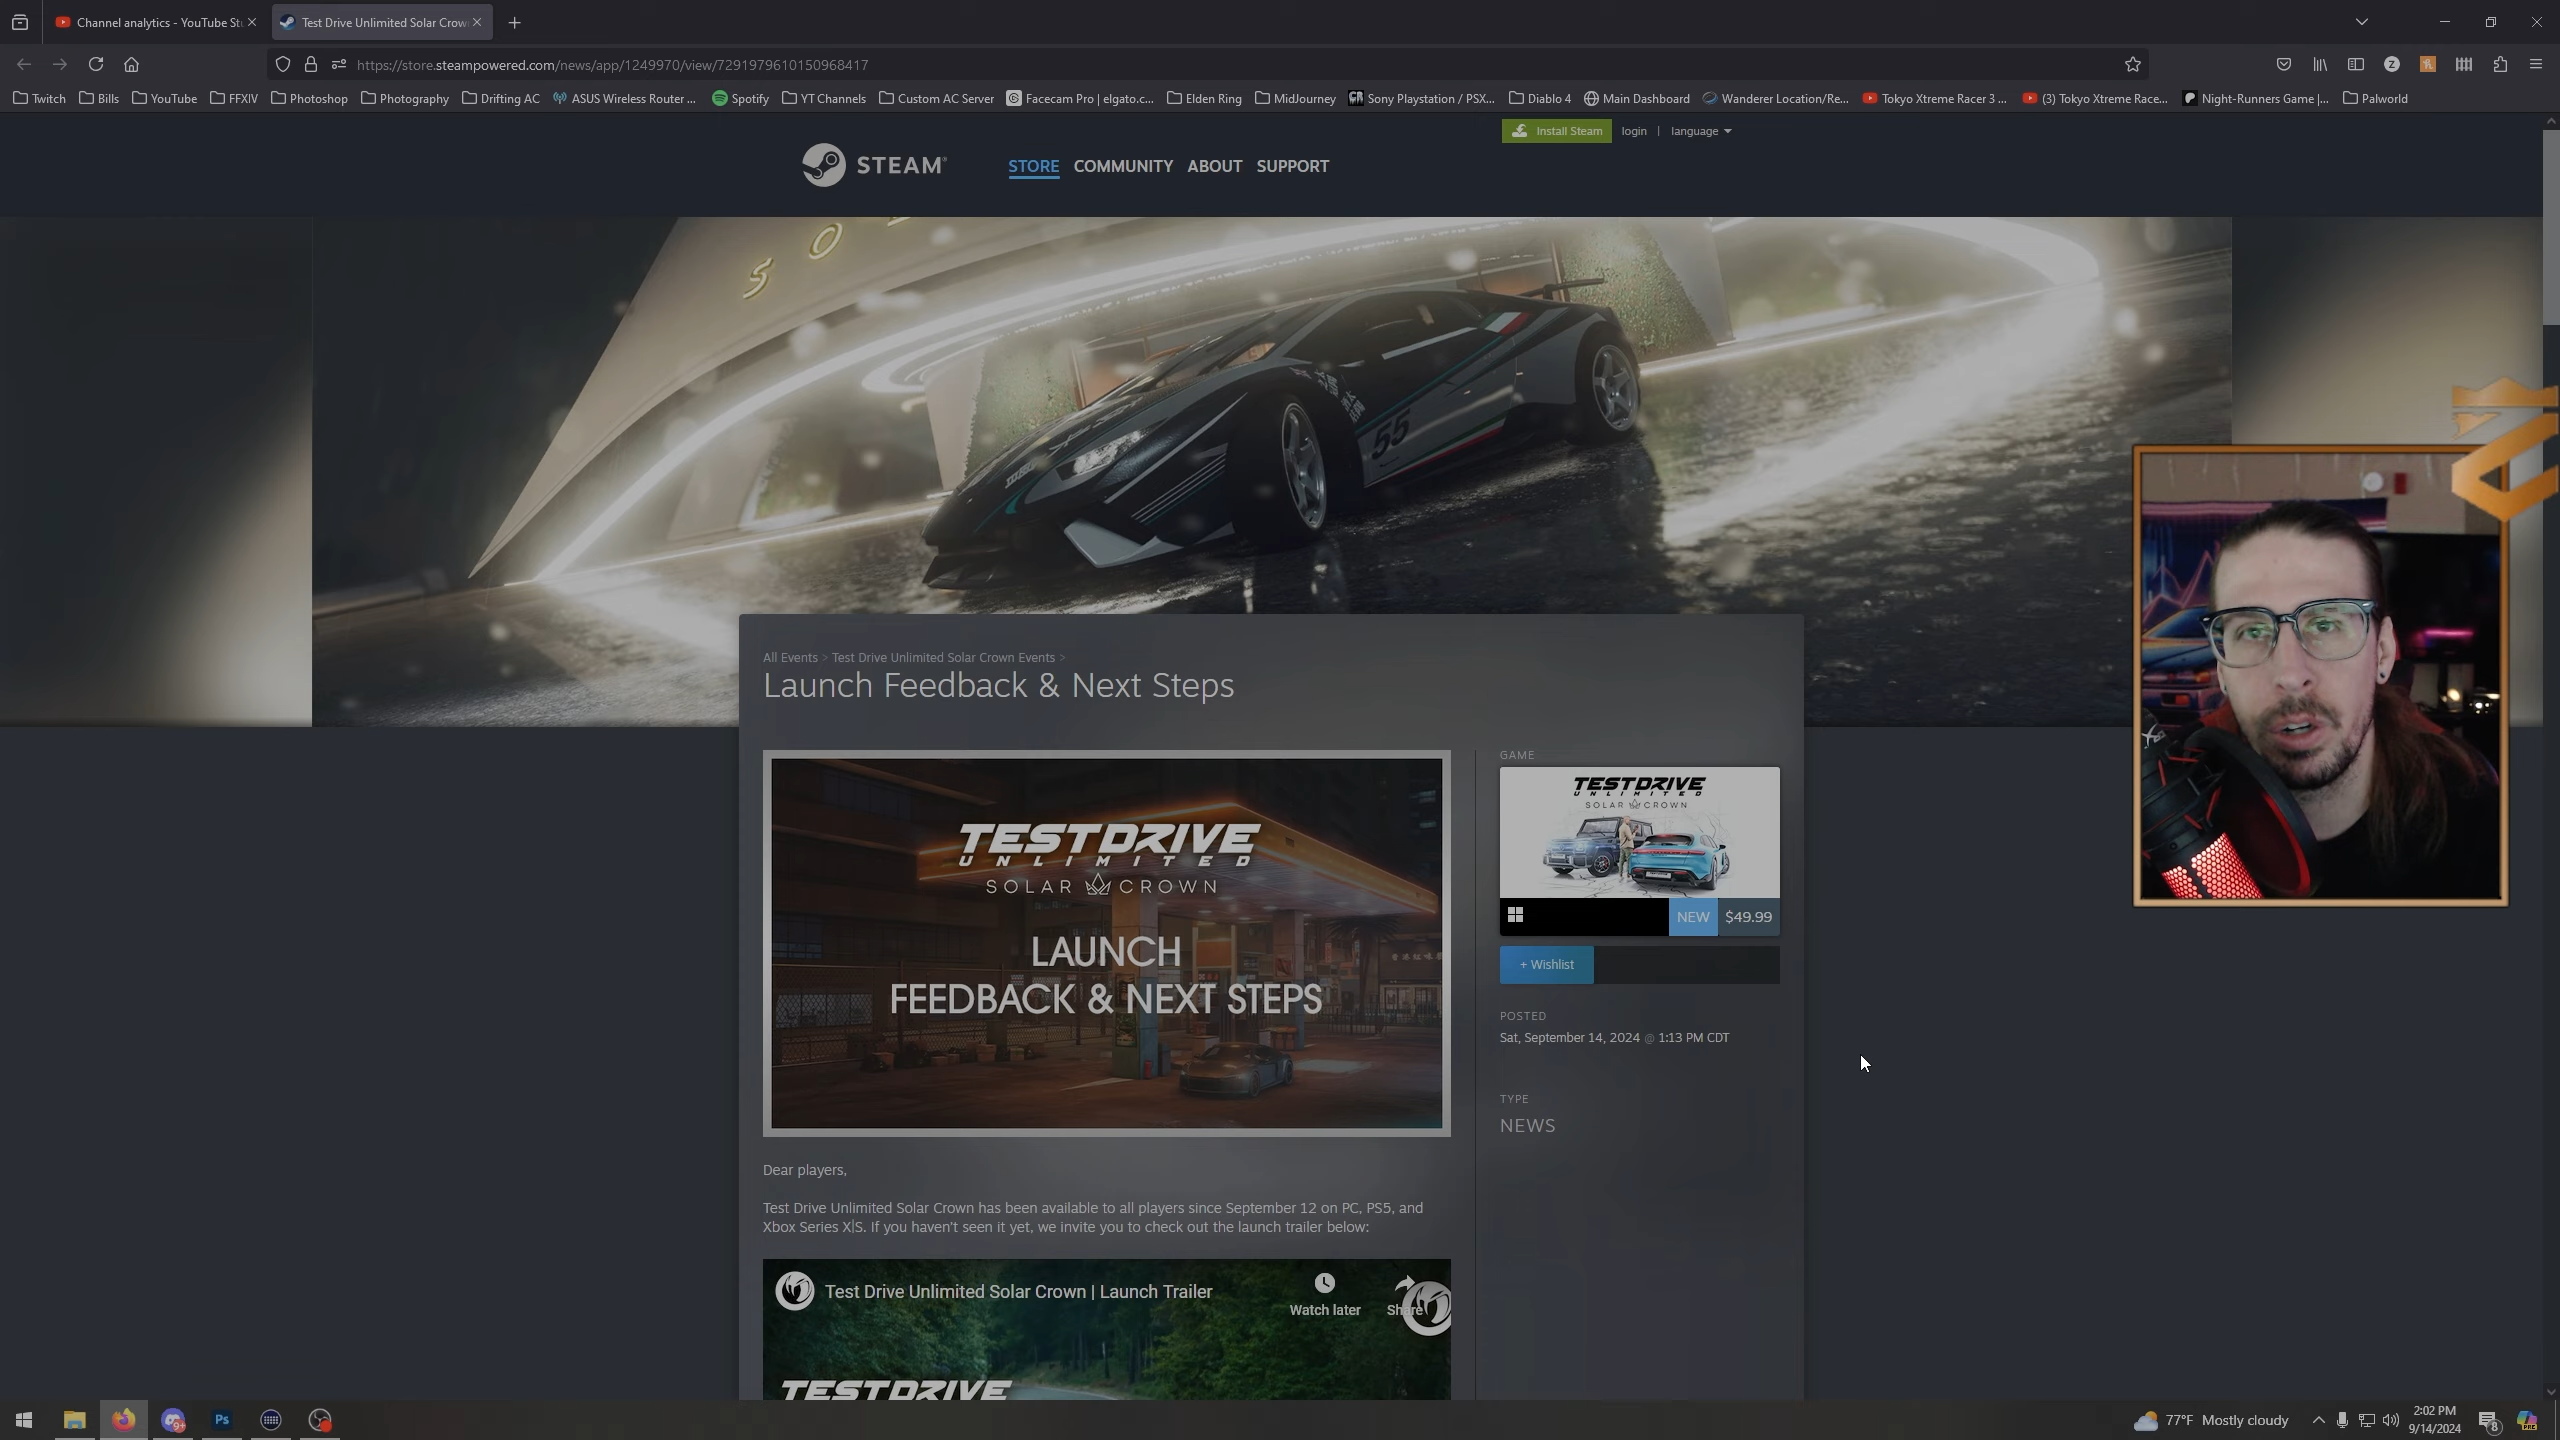 Channel analytics - YouTube St
Test Drive Unlimited Solar Crow
https://store.steampowered.com/news/app/1249970/view/7291979610150968417
Twitch Bills YouTube FFXIV Photoshop Photography Drifting AC ASUS Wireless Router ... Spotify YT Channels Custom AC Server Facecam Pro | elgato.c... Elden Ring MidJourney Sony Playstation / PSX... Diablo 4 Main Dashboard Wanderer Location/Re... Tokyo Xtreme Racer 3 ... (3) Tokyo Xtreme Race... Night-Runners Game |... Palworld
Install Steam login | language
STEAM
STORE COMMUNITY ABOUT SUPPORT
SO
55
All Events > Test Drive Unlimited Solar Crown Events >
Launch Feedback & Next Steps
TESTDRIVE
UNLIMITED
SOLAR CROWN
LAUNCH
FEEDBACK & NEXT STEPS
GAME
TESTDRIVE
UNLIMITED
SOLAR CROWN
NEW $49.99
+ Wishlist
POSTED
Sat, September 14, 2024 @ 1:13 PM CDT
TYPE
NEWS
Dear players,
Test Drive Unlimited Solar Crown has been available to all players since September 12 on PC, PS5, and
Xbox Series X|S. If you haven't seen it yet, we invite you to check out the launch trailer below:
Test Drive Unlimited Solar Crown | Launch Trailer
Watch later
Share
TESTDRIVE
9+
Ps
77°F Mostly cloudy
2:02 PM
9/14/2024
8
PRE